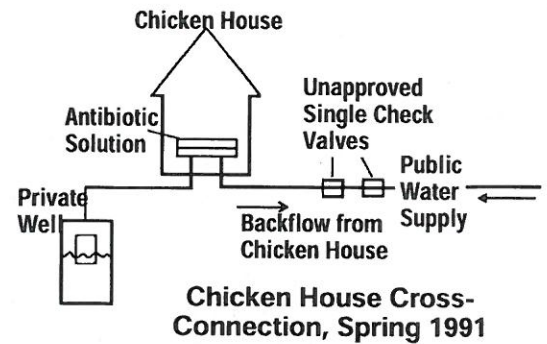 Chicken House
Antibiotic
Solution
Unapproved
Single Check
Valves
Public
Water
Supply
Private
Well
Backflow from
Chicken House
Chicken House Cross-
Connection, Spring 1991